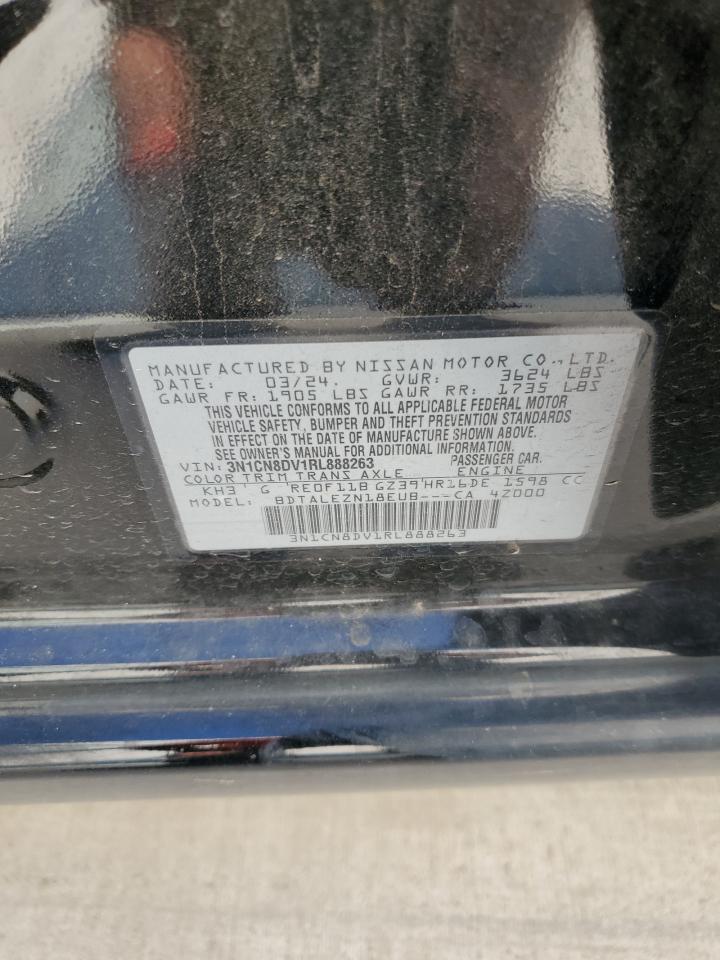 MANUFACTURED BY NISSAN MOTOR CO., LTD.
DATE: 03/24. GVWR: 3624 LBS
GAWR FR: 1905 LBS GAWR RR: 1735 LBS
THIS VEHICLE CONFORMS TO ALL APPLICABLE FEDERAL MOTOR
VEHICLE SAFETY, BUMPER AND THEFT PREVENTION STANDARDS
IN EFFECT ON THE DATE OF MANUFACTURE SHOWN ABOVE.
SEE OWNER'S MANUAL FOR ADDITIONAL INFORMATION.
VIN: 3N1CN8DV1RL888263 PASSENGER CAR.
COLOR TRIM TRANS AXLE ENGINE
KH3 ' G ' RE0F11B GZ39 ' HR16DE 1598 CC
MODEL: BDTALEZN18EUB---CA 4Z000
3N1CN8DV1RL888263